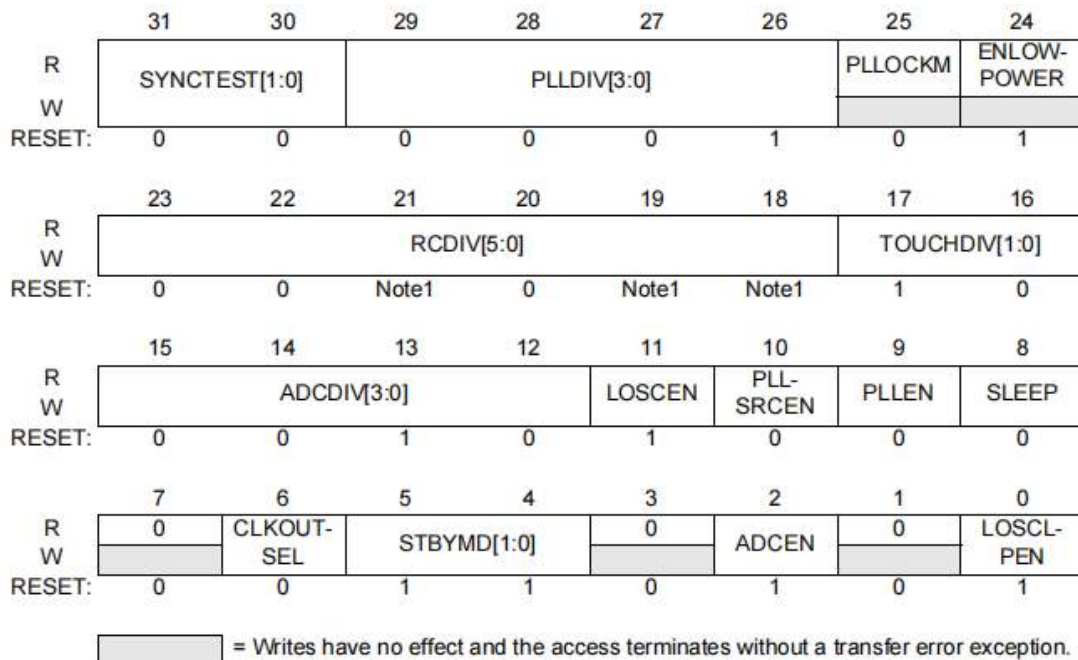 31 30 29 28 27 26 25 24
R W SYNCTEST[1:0] PLLDIV[3:0] PLLOCKM ENLOW-POWER
RESET: 0 0 0 0 0 1 0 1
23 22 21 20 19 18 17 16
R W RCDIV[5:0] TOUCHDIV[1:0]
RESET: 0 0 Note1 0 Note1 Note1 1 0
15 14 13 12 11 10 9 8
R W ADCDIV[3:0] LOSCEN PLL-SRCEN PLLEN SLEEP
RESET: 0 0 1 0 1 0 0 0
7 6 5 4 3 2 1 0
R W 0 CLKOUT-SEL STBYMD[1:0] 0 ADCEN 0 LOSCL-PEN
RESET: 0 0 1 1 0 1 0 1
= Writes have no effect and the access terminates without a transfer error exception.